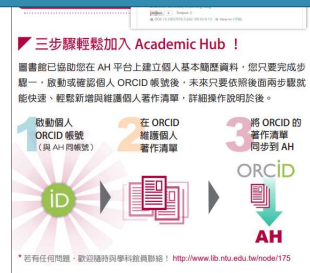 三步驟輕鬆加入 Academic Hub ！
圖書館已協助您在 AH 平台上建立個人基本簡歷資料，您只要完成步
驟一，啟動或確認個人 ORCID 帳號後，未來只要依照後面兩步驟就
能快速、輕鬆新增與維護個人著作清單，詳細操作說明於後。
1 啟動個人
ORCID 帳號
（與 AH 同帳號）
2 在 ORCID
維護個人
著作清單
3 將 ORCID 的
著作清單
同步到 AH
iD
ORCID
AH
* 若有任何問題，歡迎隨時與學科館員聯絡！ http://www.lib.ntu.edu.tw/node/175